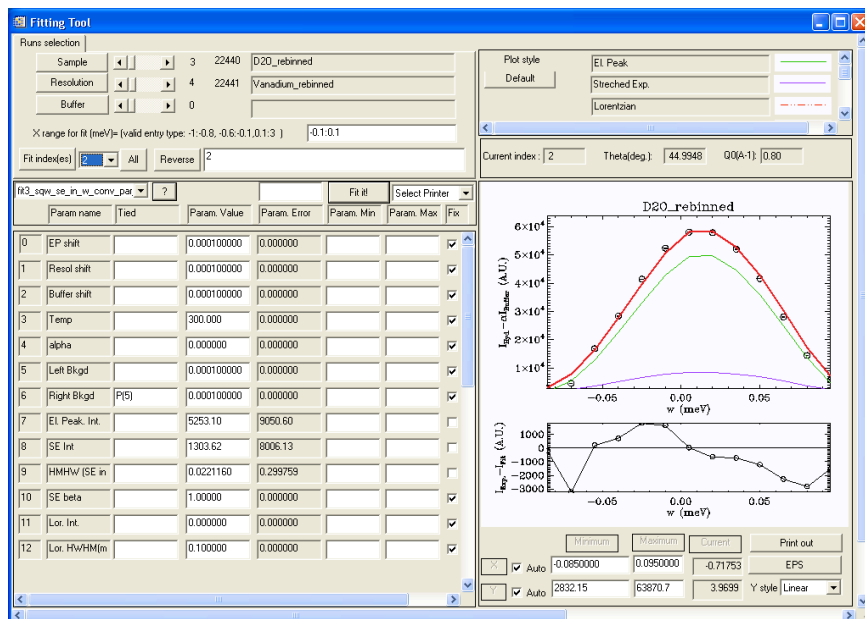 Fitting Tool
Runs selection
Sample 3 22440 D2O_rebinned
Resolution 4 22441 Vanadium_rebinned
Buffer 0
X range for fit (meV)= (valid entry type: -1:-0.8, -0.6:-0.1,0.1:3 ) -0.1:0.1
Fit index(es) 2 All Reverse 2
Plot style
Default
El. Peak
Streched Exp.
Lorentzian
Current index : 2 Theta(deg.): 44.9948 Q0(A-1): 0.80
fit3_sqw_se_in_w_conv_par_ ? Fit it! Select Printer
Param name Tied Param. Value Param. Error Param. Min Param. Max Fix
0 EP shift 0.000100000 0.000000
1 Resol shift 0.000100000 0.000000
2 Buffer shift 0.000100000 0.000000
3 Temp 300.000 0.000000
4 alpha 0.000000 0.000000
5 Left Bkgd 0.000100000 0.000000
6 Right Bkgd P(5) 0.000100000 0.000000
7 El. Peak. Int. 5253.10 9050.60
8 SE Int 1303.62 8006.13
9 HMHW (SE in 0.0221160 0.299759
10 SE beta 1.00000 0.000000
11 Lor. Int. 0.000000 0.000000
12 Lor. HWHM(m 0.100000 0.000000
D2O_rebinned
6×10⁴
5×10⁴
4×10⁴
3×10⁴
2×10⁴
1×10⁴
-0.05 0.00 0.05
w (meV)
1000
0
-1000
-2000
-3000
-0.05 0.00 0.05
w (meV)
Minimum Maximum Current Print out
X Auto -0.0850000 0.0950000 -0.71753 EPS
Y Auto 2832.15 63870.7 3.9699 Y style Linear